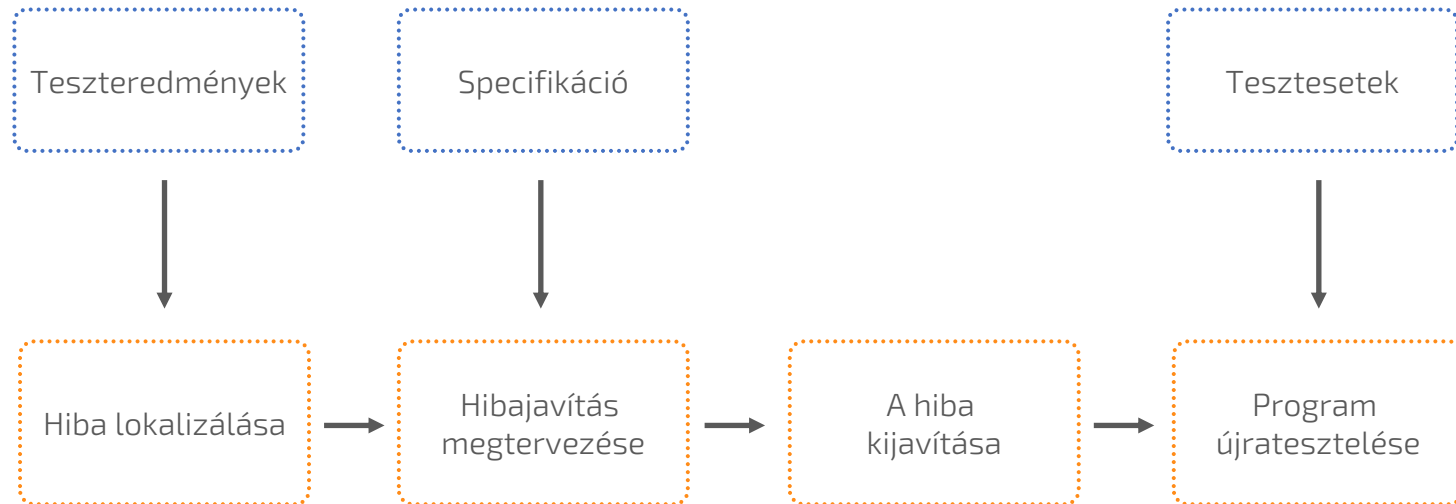 Teszteredmények
Specifikáció
Tesztesetek
Hiba lokalizálása
Hibajavítás
megtervezése
A hiba
kijavítása
Program
újratesztelése